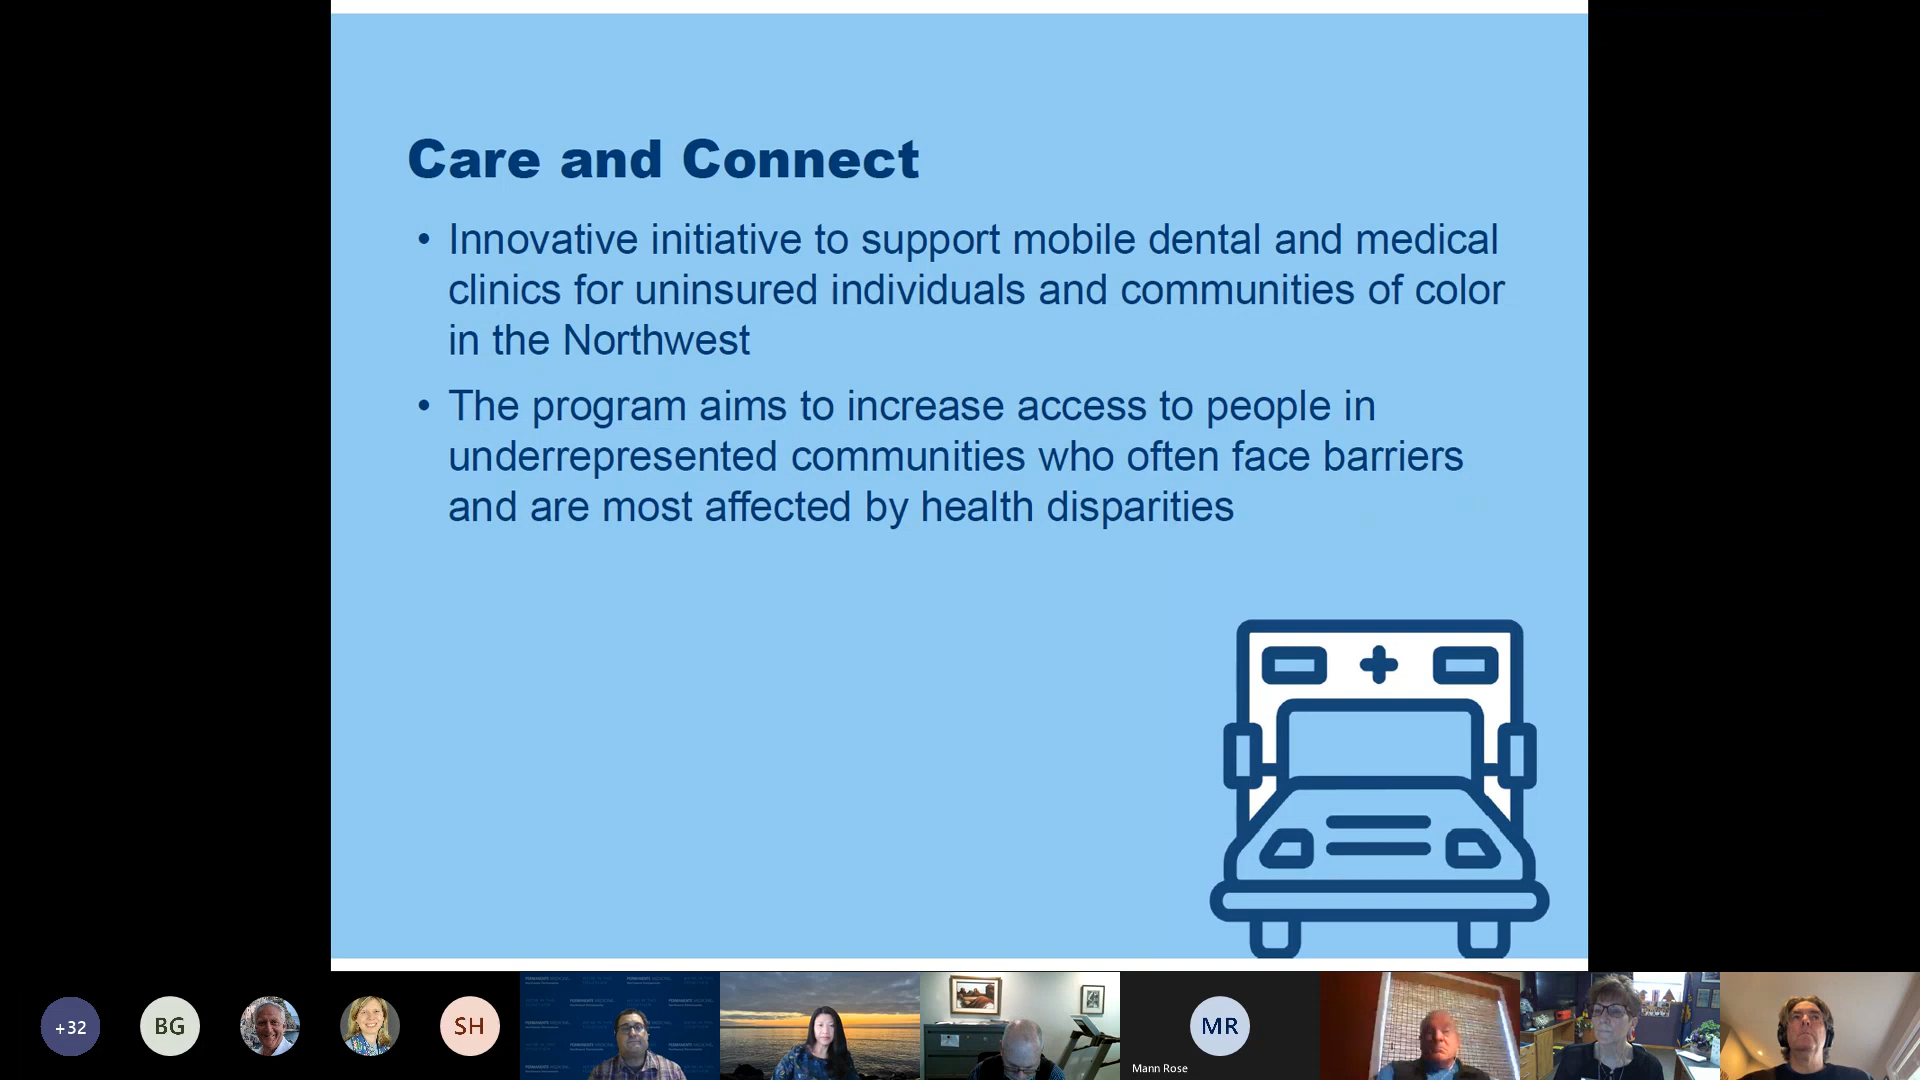 Care and Connect
• Innovative initiative to support mobile dental and medical
clinics for uninsured individuals and communities of color
in the Northwest
• The program aims to increase access to people in
underrepresented communities who often face barriers
and are most affected by health disparities
+32
BG
SH
MR
Mann Rose